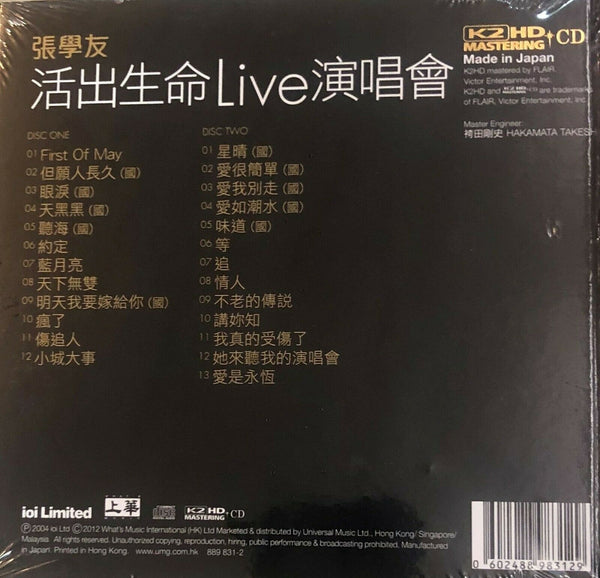 張學友
活出生命Live演唱會
K2HD MASTERING + CD
Made in Japan
K2HD mastered by FLAIR,
Victor Entertainment, Inc.
K2HD and K2HD MASTERING+CD are trademarks
of FLAIR, Victor Entertainment, Inc.
Master Engineer:
袴田剛史 HAKAMATA TAKESH
DISC ONE
01 First Of May
02 但願人長久 (國)
03 眼淚 (國)
04 天黑黑 (國)
05 聽海 (國)
06 約定
07 藍月亮
08 天下無雙
09 明天我要嫁給你 (國)
10 瘋了
11 傷追人
12 小城大事
DISC TWO
01 星晴 (國)
02 愛很簡單 (國)
03 愛我別走 (國)
04 愛如潮水 (國)
05 味道 (國)
06 等
07 追
08 情人
09 不老的傳説
10 講妳知
11 我真的受傷了
12 她來聽我的演唱會
13 愛是永恆
ioi Limited
上華
K2HD MASTERING + CD
Ⓟ 2004 ioi Ltd Ⓒ 2012 What's Music International (HK) Ltd Marketed & distributed by Universal Music Ltd., Hong Kong/ Singapore/
Malaysia All rights reserved. Unauthorized copying, reproduction, hiring, public performance & broadcasting prohibited. Manufactured
in Japan. Printed in Hong Kong. www.umg.com.hk 889 831-2
0 602488 983129